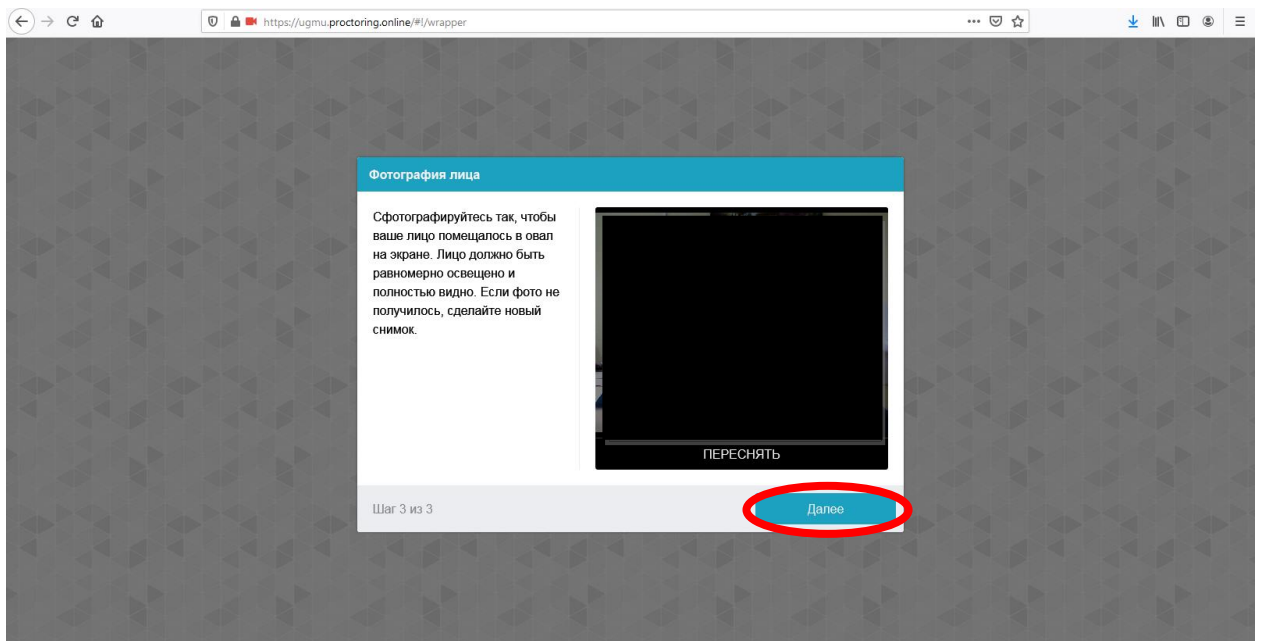 https://ugmu.proctoring.online/#!/wrapper
Фотография лица
Сфотографируйтесь так, чтобы
ваше лицо помещалось в овал
на экране. Лицо должно быть
равномерно освещено и
полностью видно. Если фото не
получилось, сделайте новый
снимок.
ПЕРЕСНЯТЬ
Шаг 3 из 3
Далее